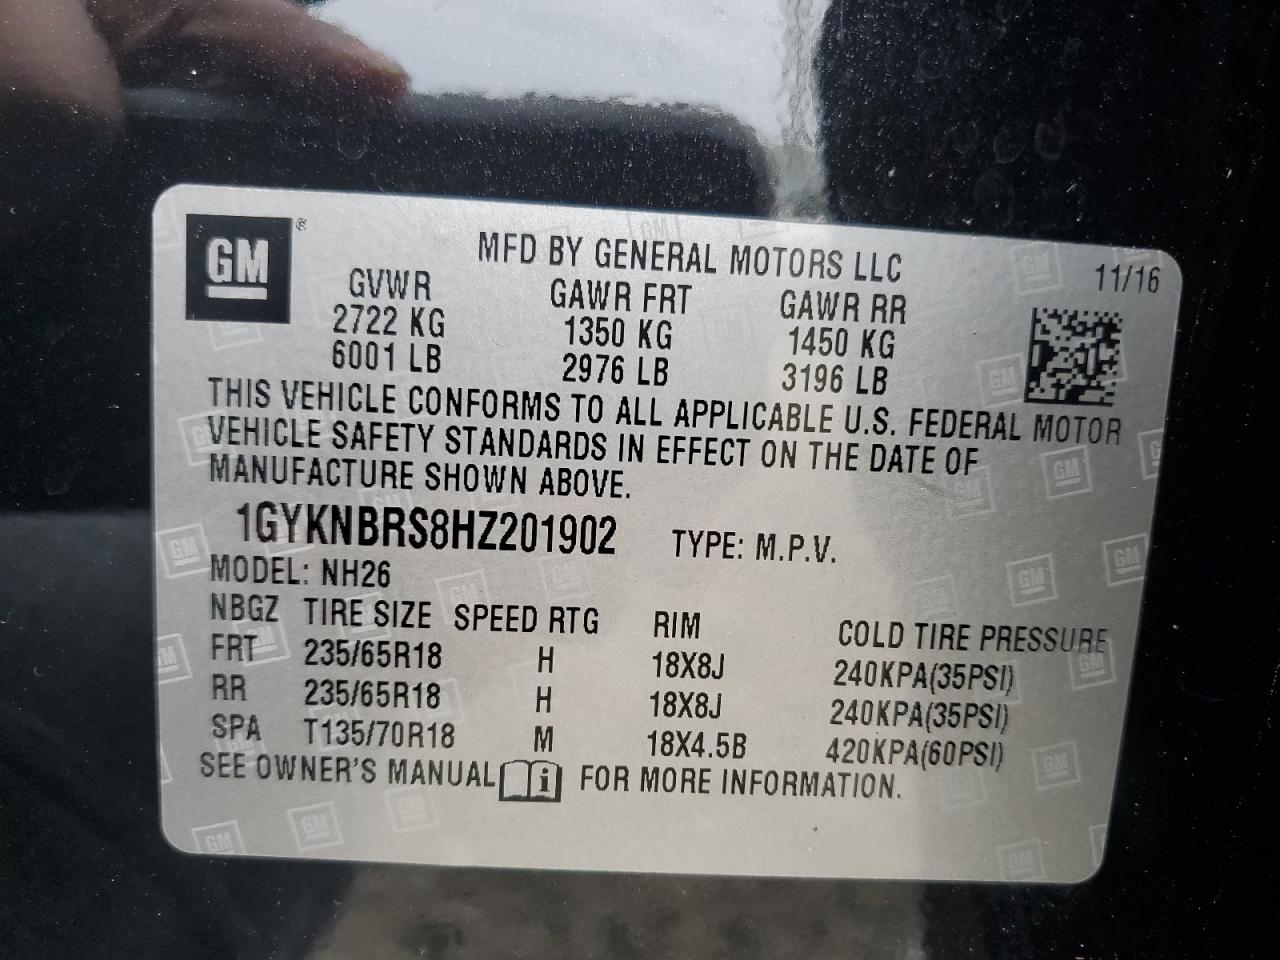 GM®
MFD BY GENERAL MOTORS LLC
11/16
GVWR GAWR FRT GAWR RR
2722 KG 1350 KG 1450 KG
6001 LB 2976 LB 3196 LB
THIS VEHICLE CONFORMS TO ALL APPLICABLE U.S. FEDERAL MOTOR
VEHICLE SAFETY STANDARDS IN EFFECT ON THE DATE OF
MANUFACTURE SHOWN ABOVE.
1GYKNBRS8HZ201902 TYPE: M.P.V.
MODEL: NH26
NBGZ TIRE SIZE SPEED RTG RIM COLD TIRE PRESSURE
FRT 235/65R18 H 18X8J 240KPA(35PSI)
RR 235/65R18 H 18X8J 240KPA(35PSI)
SPA T135/70R18 M 18X4.5B 420KPA(60PSI)
SEE OWNER'S MANUAL i FOR MORE INFORMATION.